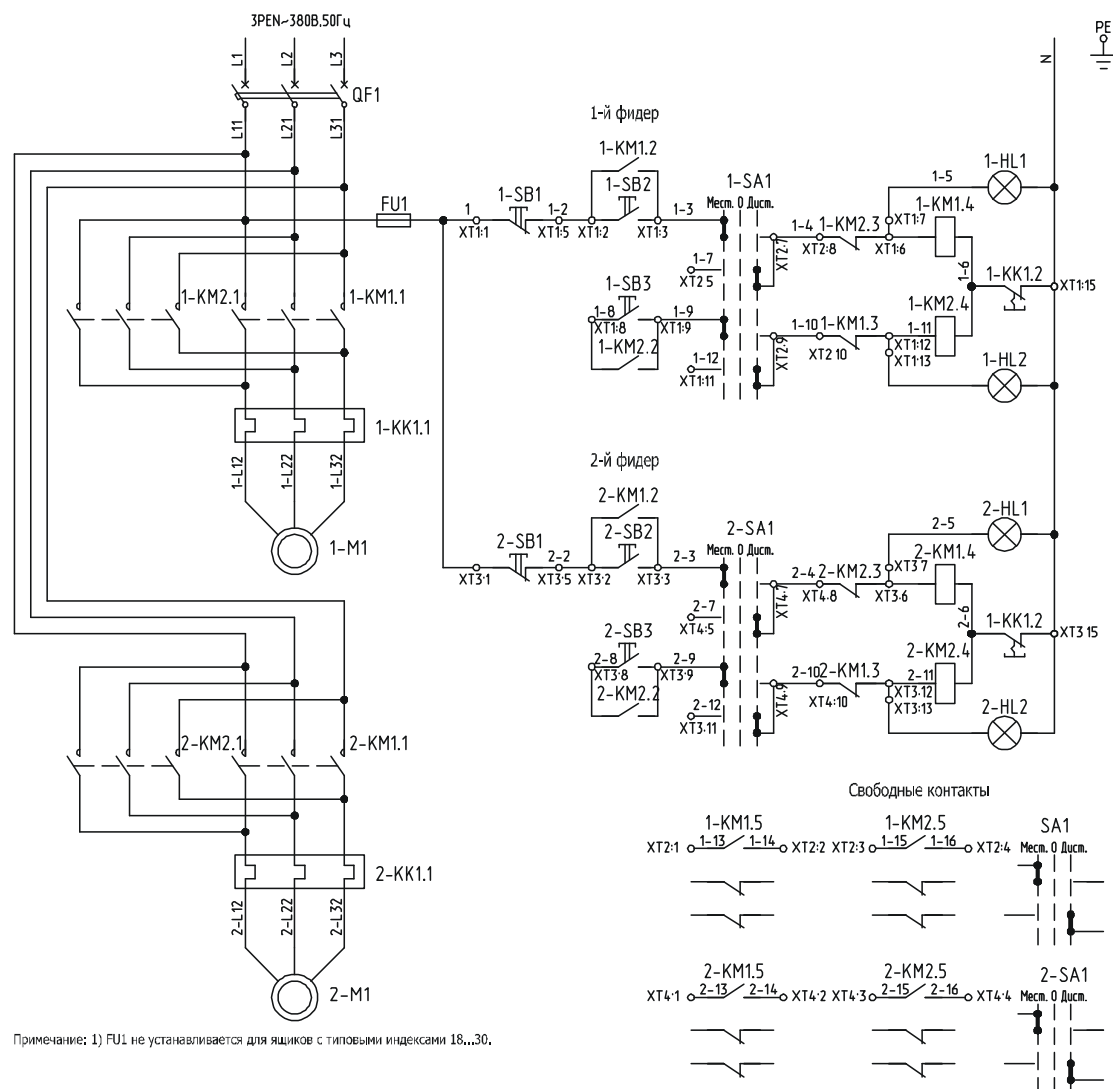 3PEN~380В,50Гц
L1 L2 L3
QF1
L11 L21 L31
N
PE
1-й фидер
1-KM1.2
1-SB1 1-SB2 1-SA1
Мест. 0 Дист.
FU1
1 1-2 1-3
XT1:1 XT1:5 XT1:2 XT1:3
1-5 1-HL1
XT1:7 1-KM1.4
1-4 1-KM2.3
XT2:7 XT2:8 XT1:6
1-7
XT2 5
1-6 1-KK1.2
XT1:15
1-SB3
1-8 1-9
XT1:8 XT1:9
1-KM2.2
1-KM2.4
1-10 1-KM1.3 1-11
XT2:9 XT2 10 XT1:12
XT1:13
1-12
XT1:11
1-HL2
1-KM2.1 1-KM1.1
1-KK1.1
1-L12 1-L22 1-L32
1-M1
2-й фидер
2-KM1.2
2-SB1 2-SB2 2-SA1
Мест. 0 Дист.
2-2 2-3
XT3:1 XT3:5 XT3:2 XT3:3
2-5 2-HL1
XT3 7 2-KM1.4
2-4 2-KM2.3
XT4:7 XT4:8 XT3:6
2-7
XT4:5
2-6 1-KK1.2
XT3 15
2-SB3
2-8 2-9
XT3:8 XT3:9
2-KM2.2
2-KM2.4
2-10 2-KM1.3 2-11
XT4:9 XT4:10 XT3:12
XT3:13
2-12
XT3:11
2-HL2
2-KM2.1 2-KM1.1
2-KK1.1
2-L12 2-L22 2-L32
2-M1
Свободные контакты
1-KM1.5 1-KM2.5 SA1
XT2:1 1-13 1-14 XT2:2 XT2:3 1-15 1-16 XT2:4 Мест. 0 Дист.
2-KM1.5 2-KM2.5 2-SA1
XT4:1 2-13 2-14 XT4:2 XT4:3 2-15 2-16 XT4:4 Мест. 0 Дист.
Примечание: 1) FU1 не устанавливается для ящиков с типовыми индексами 18...30.